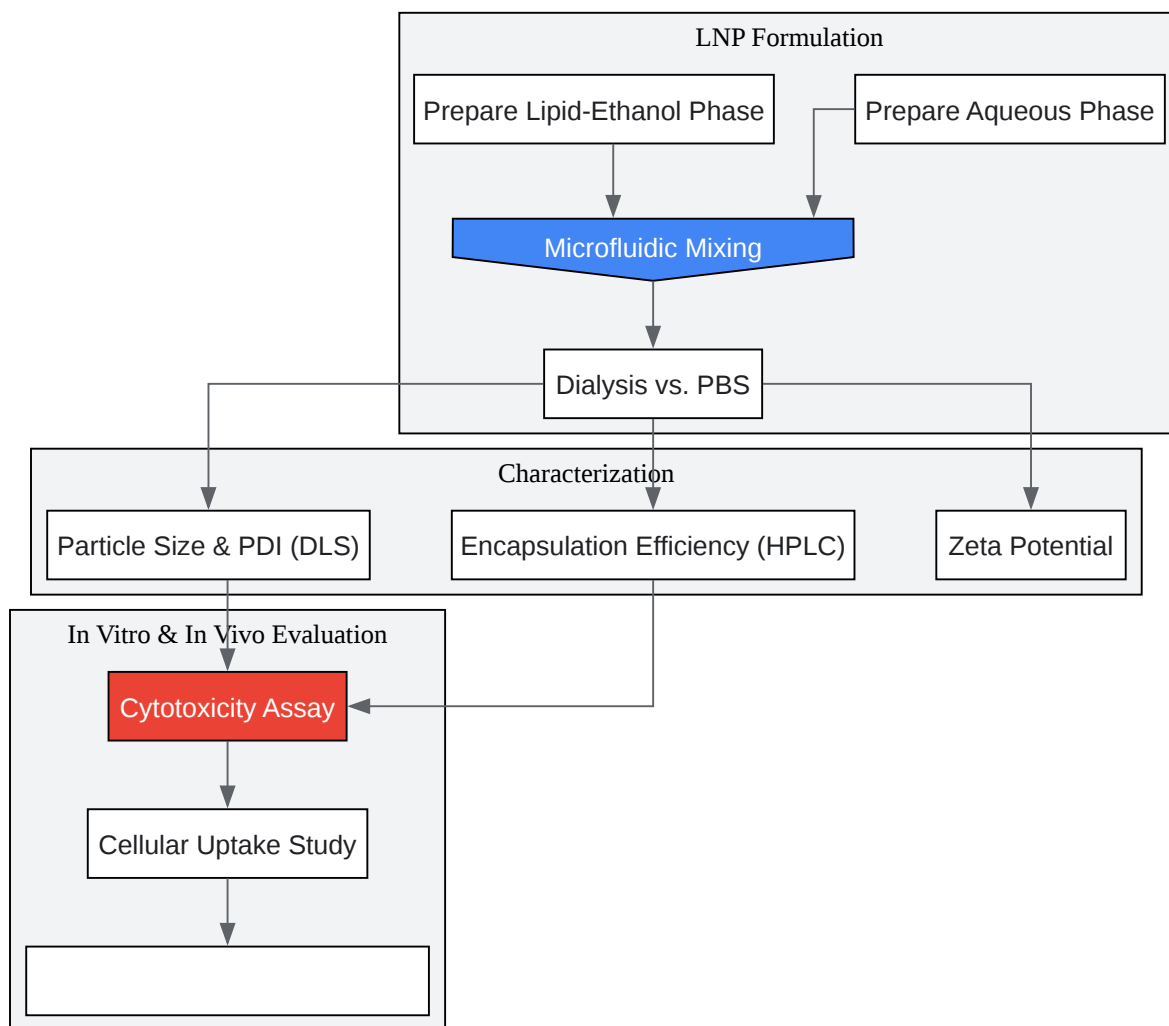 LNP Formulation
Prepare Lipid-Ethanol Phase
Prepare Aqueous Phase
Microfluidic Mixing
Dialysis vs. PBS
Characterization
Particle Size & PDI (DLS)
Encapsulation Efficiency (HPLC)
Zeta Potential
In Vitro & In Vivo Evaluation
Cytotoxicity Assay
Cellular Uptake Study